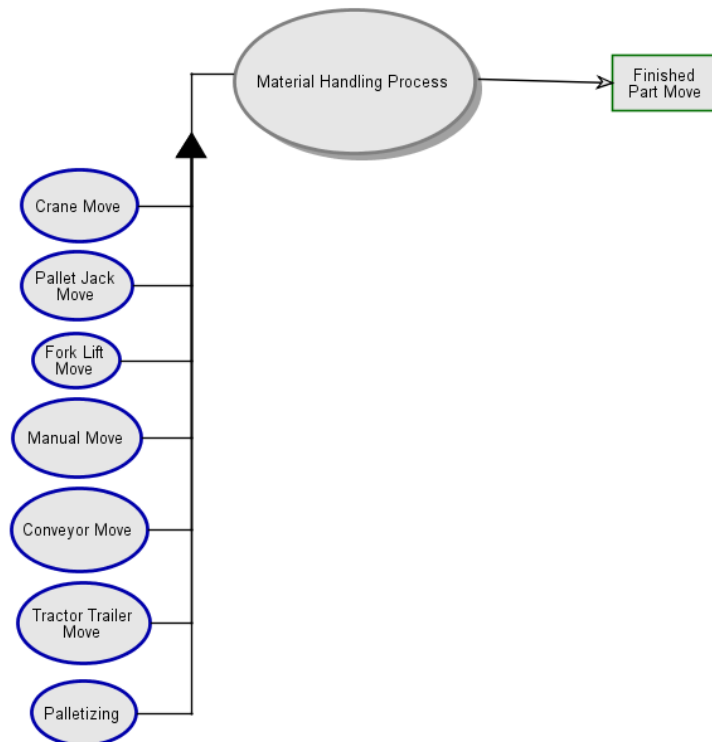 Material Handling Process
Finished
Part Move
Crane Move
Pallet Jack
Move
Fork Lift
Move
Manual Move
Conveyor Move
Tractor Trailer
Move
Palletizing